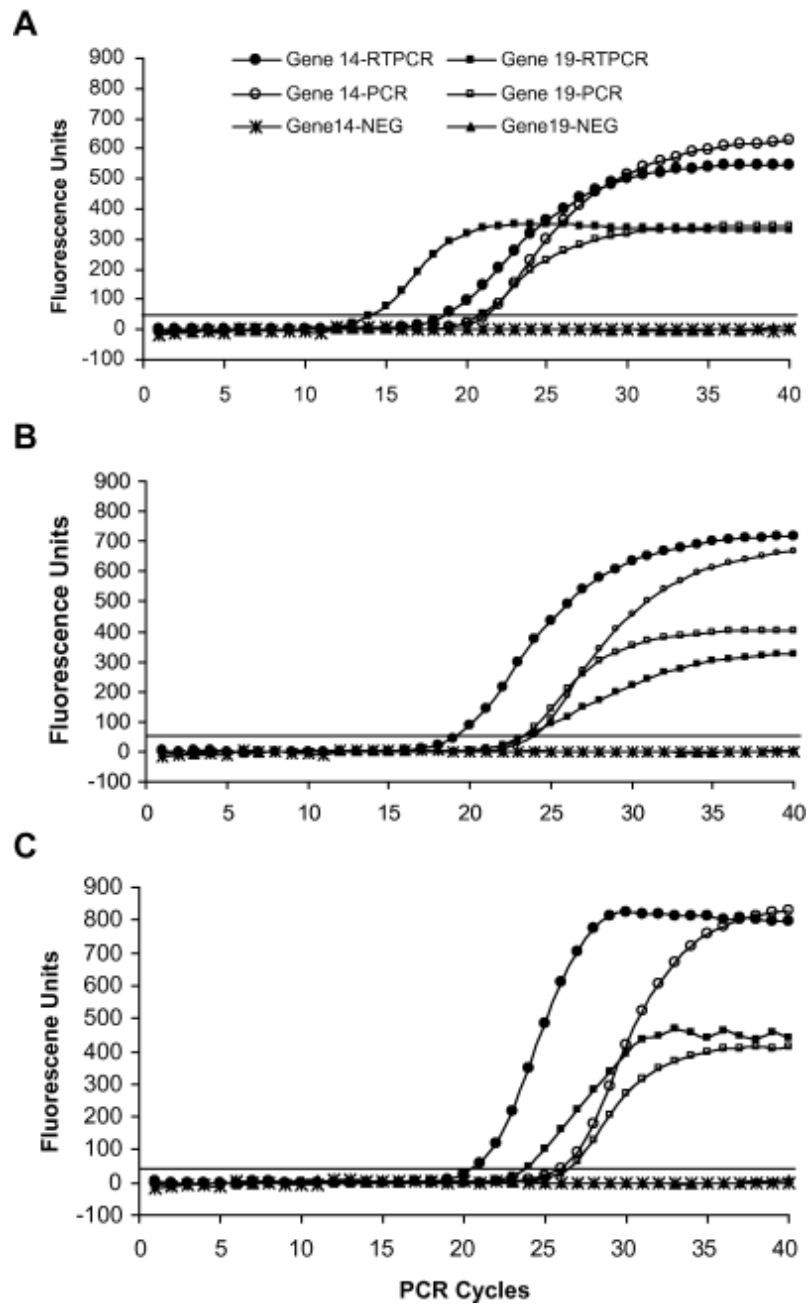 A
Gene 14-RTPCR Gene 19-RTPCR
Gene 14-PCR Gene 19-PCR
Gene14-NEG Gene19-NEG
Fluorescence Units
900
800
700
600
500
400
300
200
100
0
-100
0 5 10 15 20 25 30 35 40
B
Fluorescence Units
900
800
700
600
500
400
300
200
100
0
-100
0 5 10 15 20 25 30 35 40
C
Fluorescene Units
900
800
700
600
500
400
300
200
100
0
-100
0 5 10 15 20 25 30 35 40
PCR Cycles